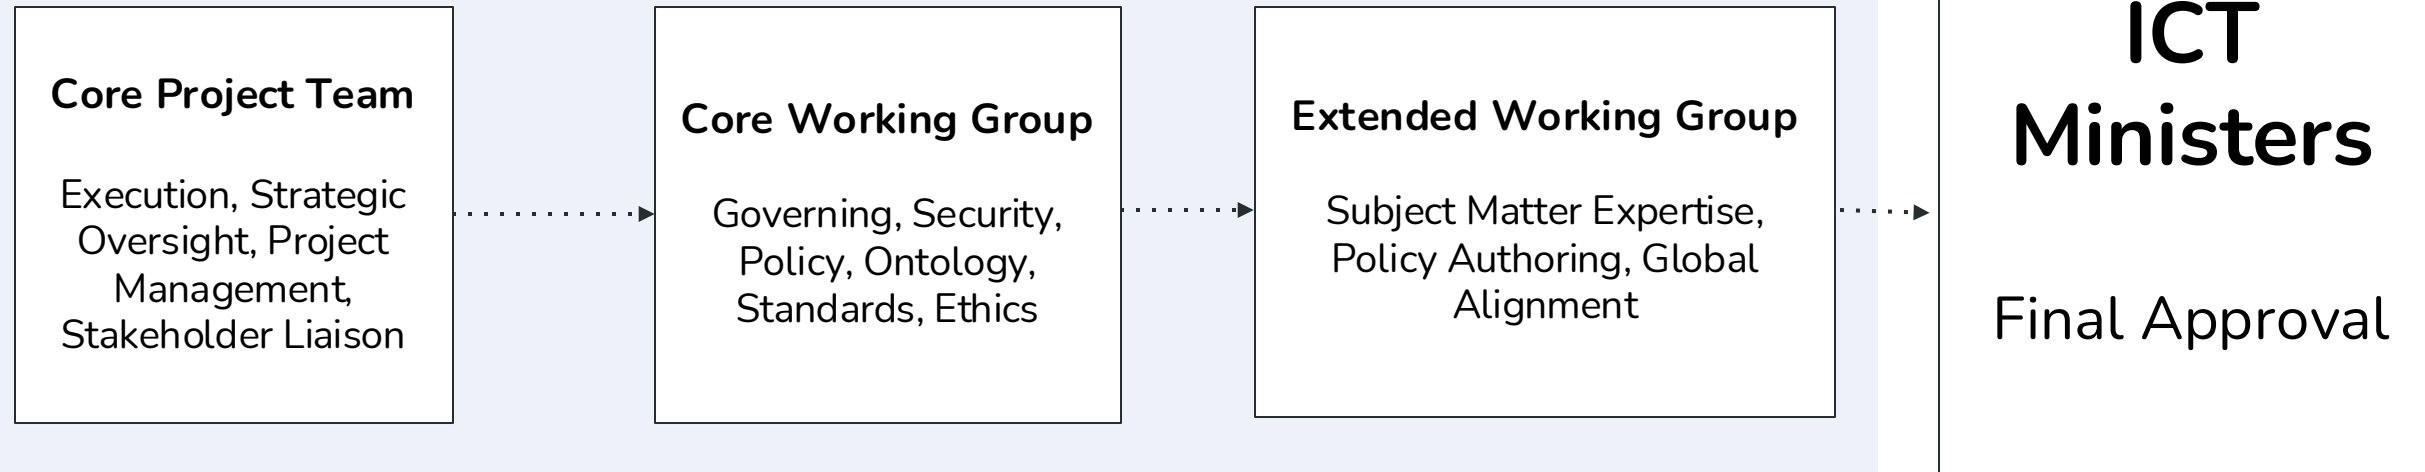 Core Project Team
Execution, Strategic
Oversight, Project
Management,
Stakeholder Liaison
Core Working Group
Governing, Security,
Policy, Ontology,
Standards, Ethics
Extended Working Group
Subject Matter Expertise,
Policy Authoring, Global
Alignment
ICT
Ministers
Final Approval